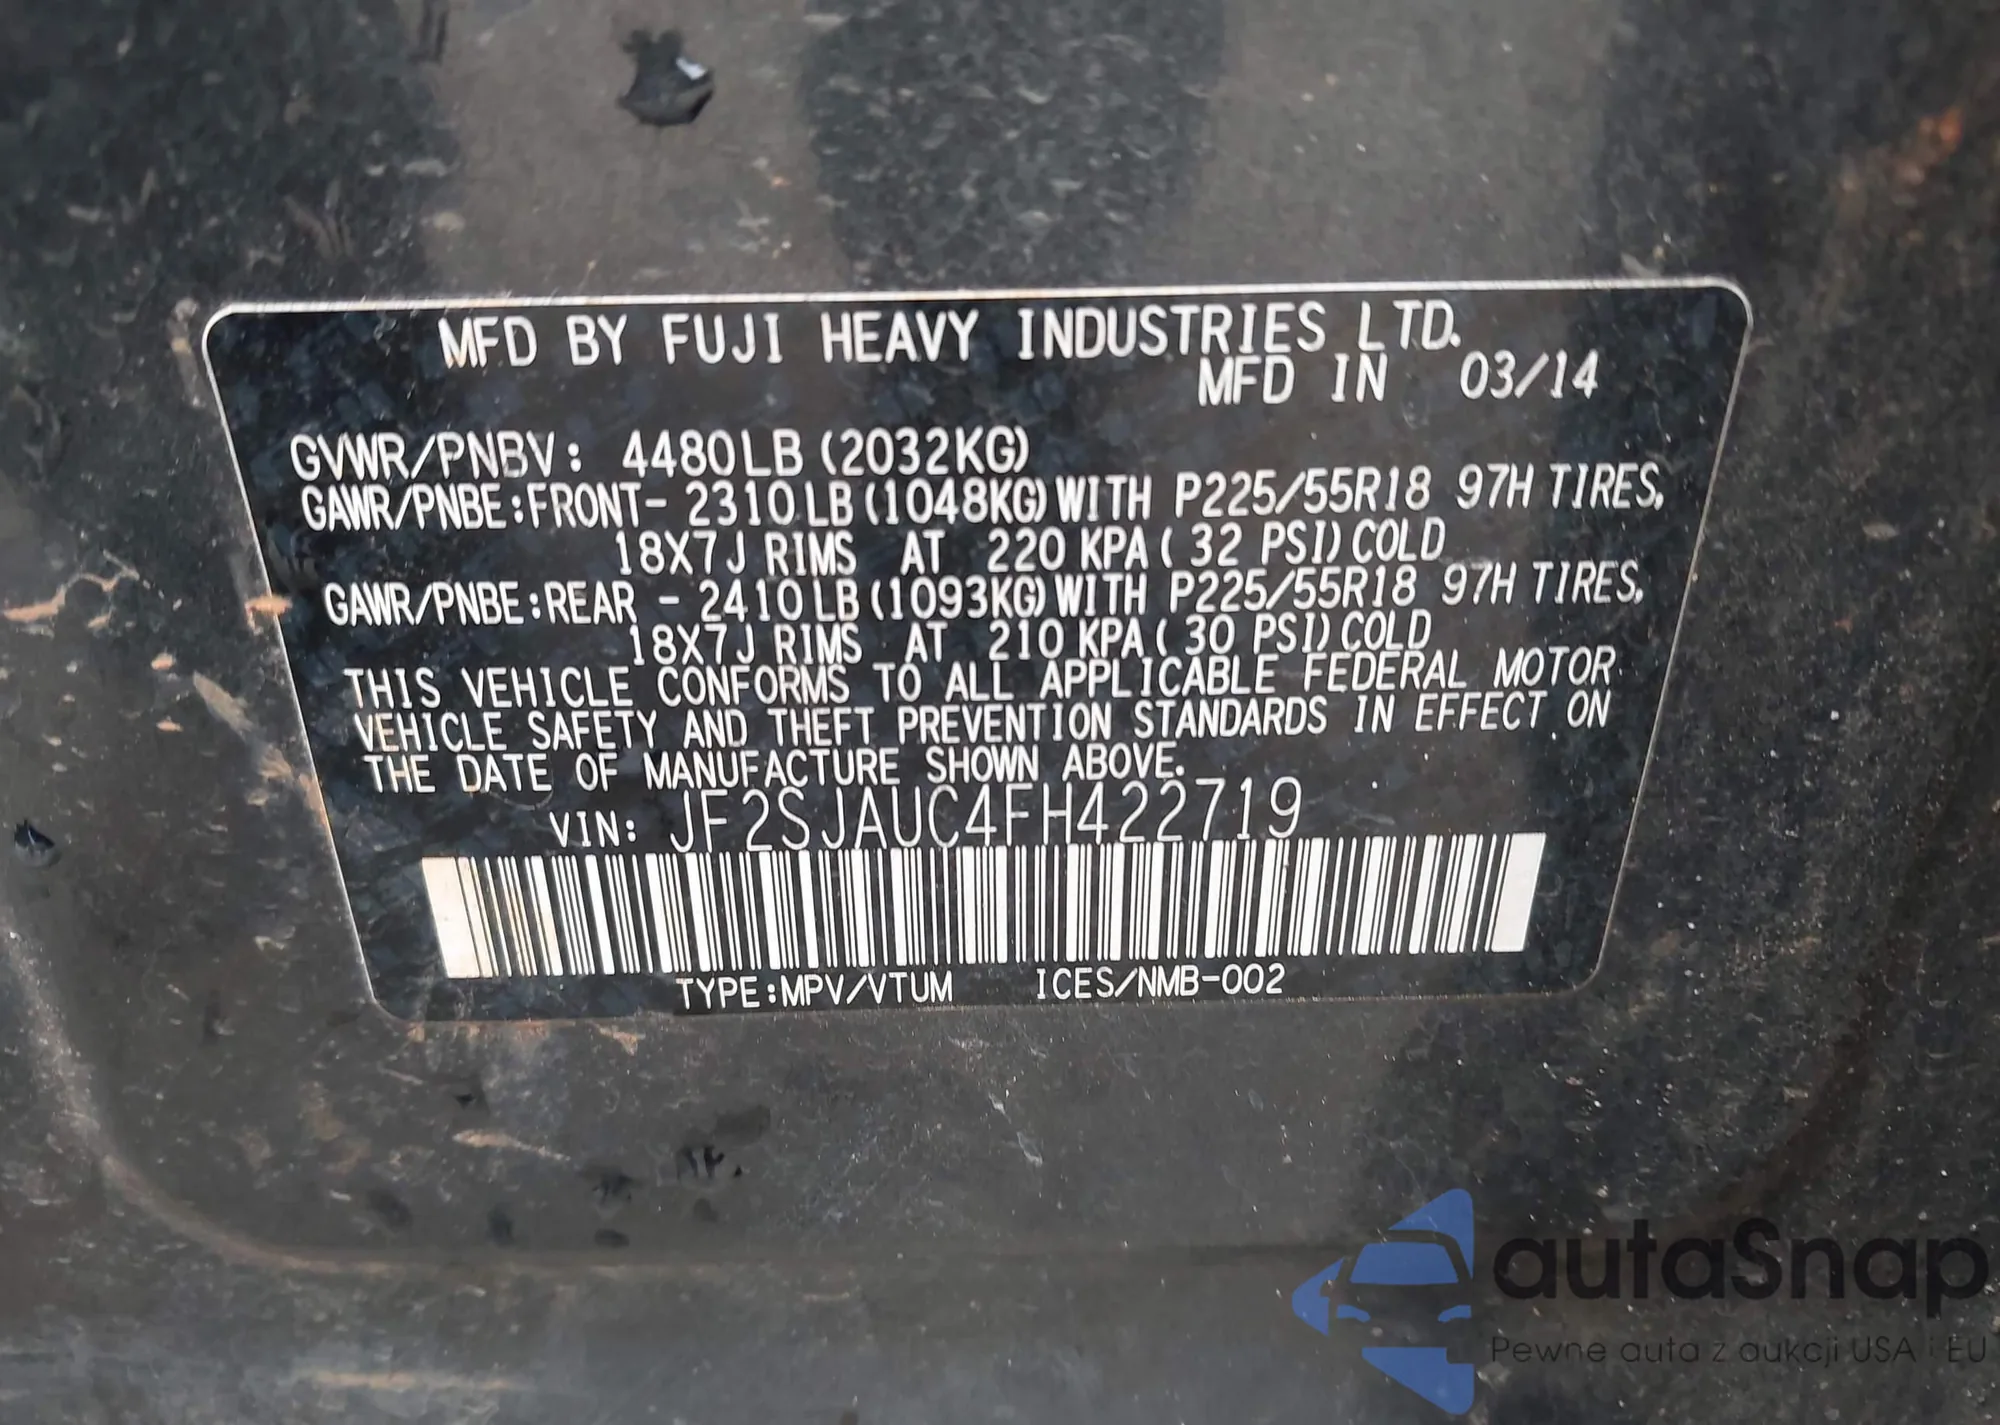 MFD BY FUJI HEAVY INDUSTRIES LTD.
MFD IN 03/14
GVWR/PNBV: 4480LB (2032KG)
GAWR/PNBE:FRONT- 2310LB (1048KG) WITH P225/55R18 97H TIRES,
18X7J RIMS AT 220 KPA ( 32 PSI) COLD
GAWR/PNBE:REAR - 2410LB (1093KG) WITH P225/55R18 97H TIRES,
18X7J RIMS AT 210 KPA ( 30 PSI) COLD
THIS VEHICLE CONFORMS TO ALL APPLICABLE FEDERAL MOTOR
VEHICLE SAFETY AND THEFT PREVENTION STANDARDS IN EFFECT ON
THE DATE OF MANUFACTURE SHOWN ABOVE.
VIN: JF2SJAUC4FH422719
TYPE:MPV/VTUM ICES/NMB-002
autaSnap
Pewne auta z aukcji USA i EU